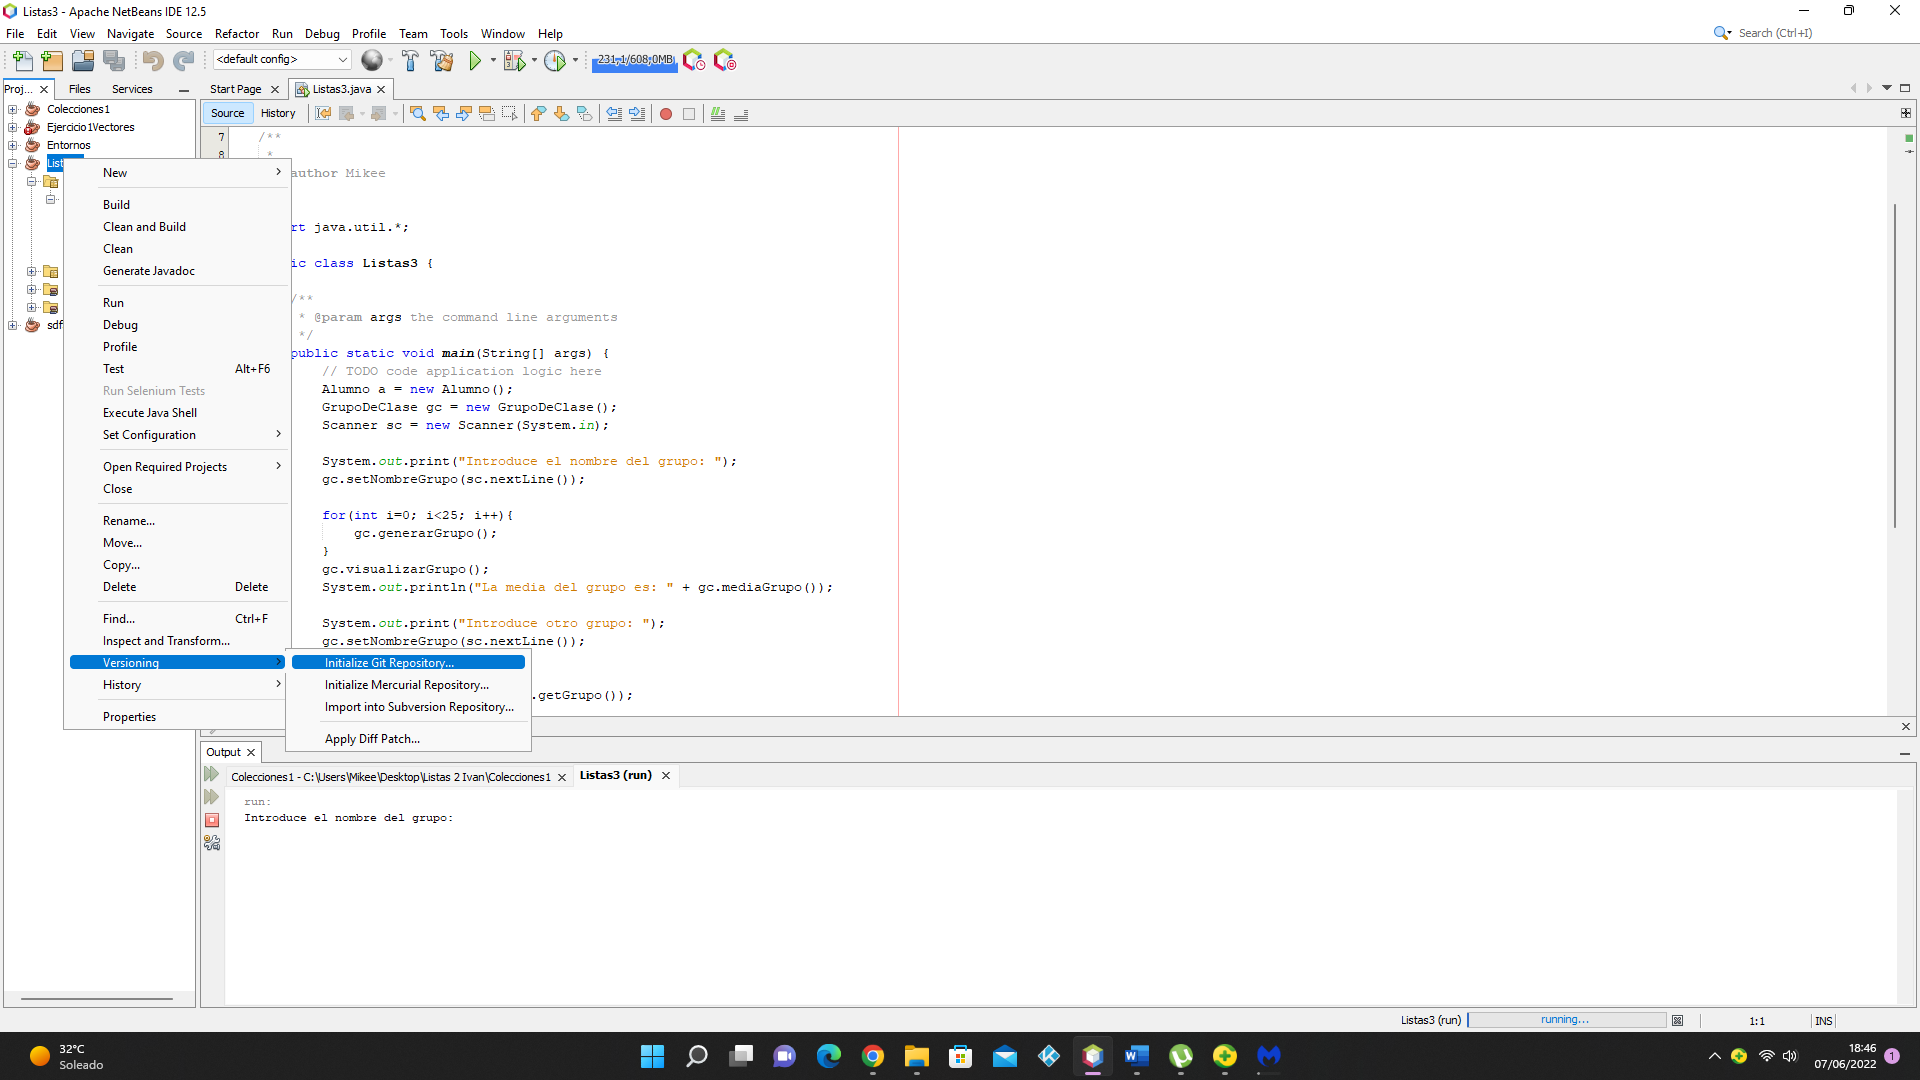 Listas3 - Apache NetBeans IDE 12.5
File Edit View Navigate Source Refactor Run Debug Profile Team Tools Window Help
Search (Ctrl+I)
<default config>
231,1/608,0MB
Proj... Files Services
Start Page Listas3.java
Source History
Colecciones1
Ejercicio1Vectores
Entornos
List
sdf
New
Build
Clean and Build
Clean
Generate Javadoc
Run
Debug
Profile
Test Alt+F6
Run Selenium Tests
Execute Java Shell
Set Configuration
Open Required Projects
Close
Rename...
Move...
Copy...
Delete Delete
Find... Ctrl+F
Inspect and Transform...
Versioning
History
Properties
Initialize Git Repository...
Initialize Mercurial Repository...
Import into Subversion Repository...
Apply Diff Patch...
7 /**
8 *
author Mikee
rt java.util.*;
ic class Listas3 {
/**
* @param args the command line arguments
*/
public static void main(String[] args) {
// TODO code application logic here
Alumno a = new Alumno();
GrupoDeClase gc = new GrupoDeClase();
Scanner sc = new Scanner(System.in);
System.out.print("Introduce el nombre del grupo: ");
gc.setNombreGrupo(sc.nextLine());
for(int i=0; i<25; i++){
gc.generarGrupo();
}
gc.visualizarGrupo();
System.out.println("La media del grupo es: " + gc.mediaGrupo());
System.out.print("Introduce otro grupo: ");
gc.setNombreGrupo(sc.nextLine());
.getGrupo());
Output
Colecciones1 - C:\Users\Mikee\Desktop\Listas 2 Ivan\Colecciones1 Listas3 (run)
run:
Introduce el nombre del grupo:
Listas3 (run) running... 1:1 INS
32°C
Soleado
18:46
07/06/2022
1